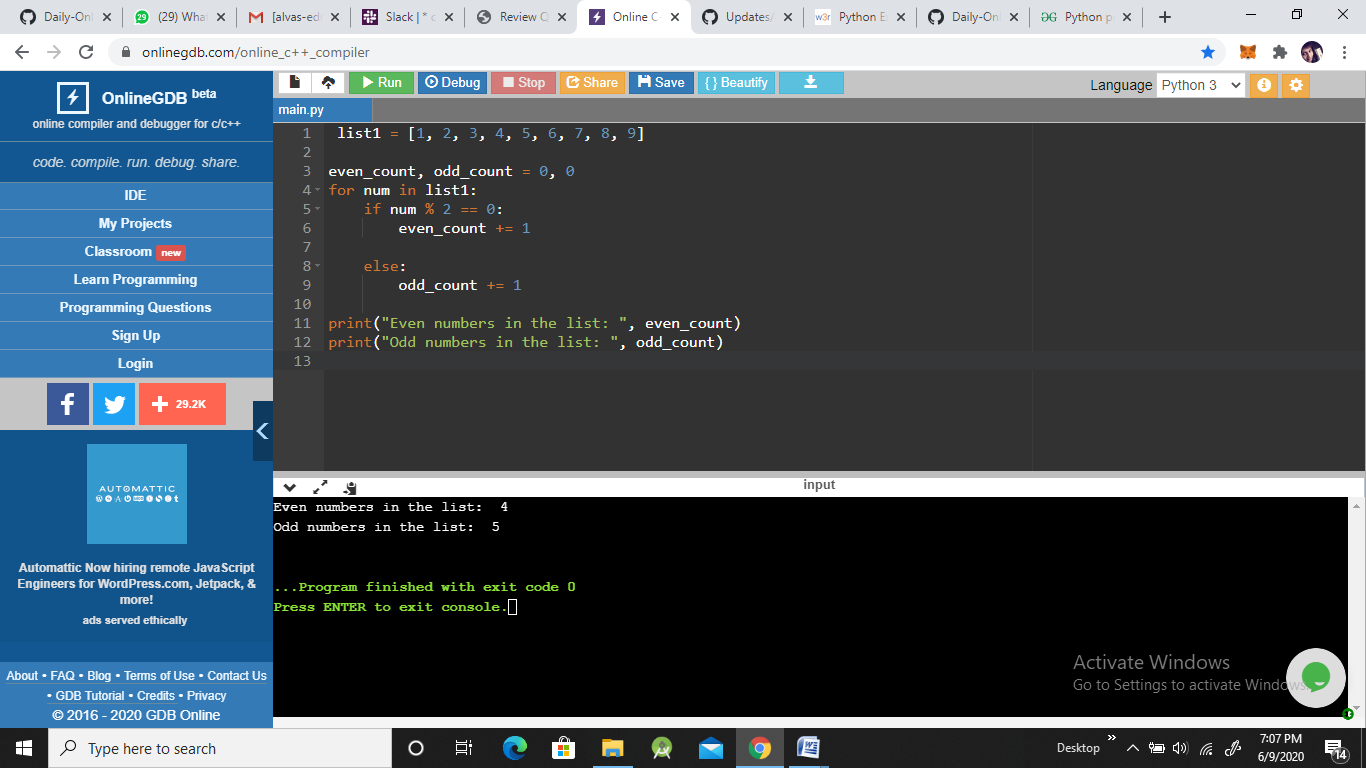 Daily-Onl
(29) What
[alvas-ed
Slack | * c
Review Q
Online C
Updates/
w3r Python E
Daily-Onl
Python p
onlinegdb.com/online_c++_compiler
OnlineGDB beta
online compiler and debugger for c/c++
code. compile. run. debug. share.
IDE
My Projects
Classroom new
Learn Programming
Programming Questions
Sign Up
Login
29.2K
AUTOMATTIC
Automattic Now hiring remote JavaScript
Engineers for WordPress.com, Jetpack, &
more!
ads served ethically
About • FAQ • Blog • Terms of Use • Contact Us
• GDB Tutorial • Credits • Privacy
© 2016 - 2020 GDB Online
Run Debug Stop Share Save { } Beautify
Language Python 3
main.py
1 list1 = [1, 2, 3, 4, 5, 6, 7, 8, 9]
2
3 even_count, odd_count = 0, 0
4 for num in list1:
5 if num % 2 == 0:
6 even_count += 1
7
8 else:
9 odd_count += 1
10
11 print("Even numbers in the list: ", even_count)
12 print("Odd numbers in the list: ", odd_count)
13
input
Even numbers in the list:  4
Odd numbers in the list:  5
...Program finished with exit code 0
Press ENTER to exit console.
Activate Windows
Go to Settings to activate Windows.
Type here to search
Desktop
7:07 PM
6/9/2020
14